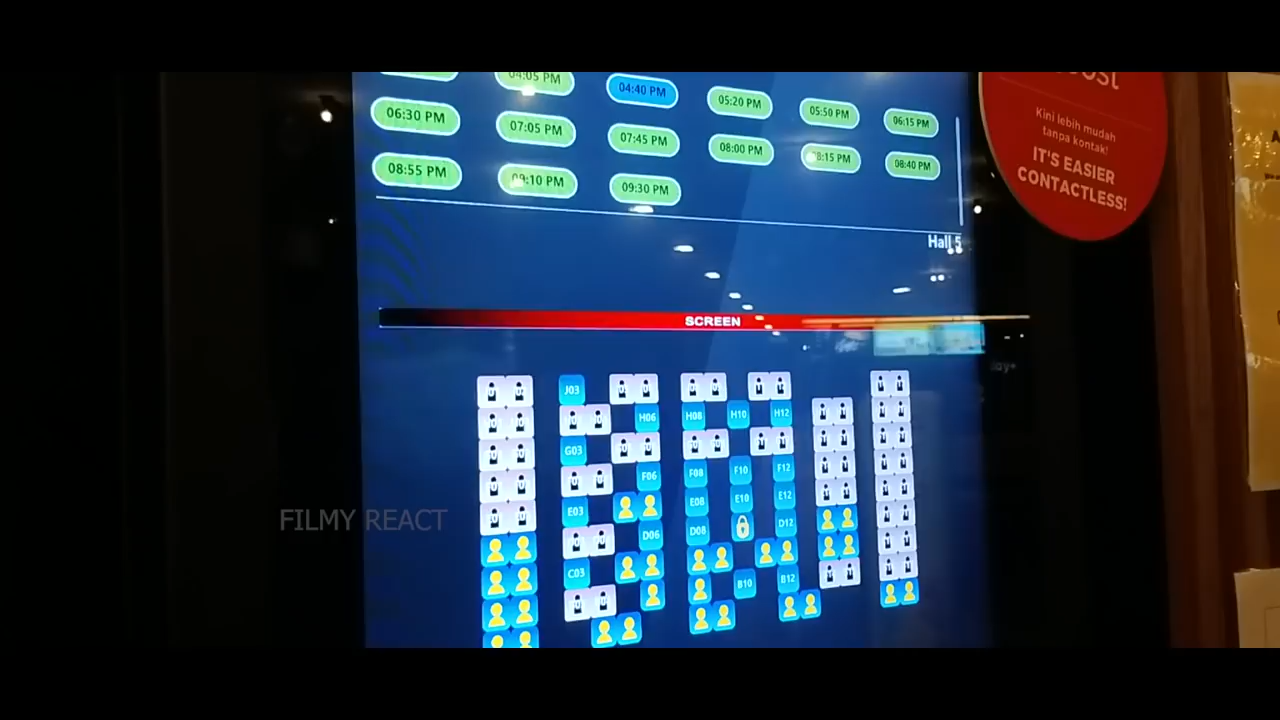 04:05 PM
04:40 PM
05:20 PM
05:50 PM
06:15 PM
06:30 PM
07:05 PM
07:45 PM
08:00 PM
08:15 PM
08:40 PM
08:55 PM
09:10 PM
09:30 PM
Hall 5
SCREEN
J03
H06 H08 H10 H12
G03
F06 F08 F10 F12
E03 E08 E10 E12
D06 D08 D12
C03
B10 B12
Kini lebih mudah
tanpa kontak!
IT'S EASIER
CONTACTLESS!
FILMY REACT